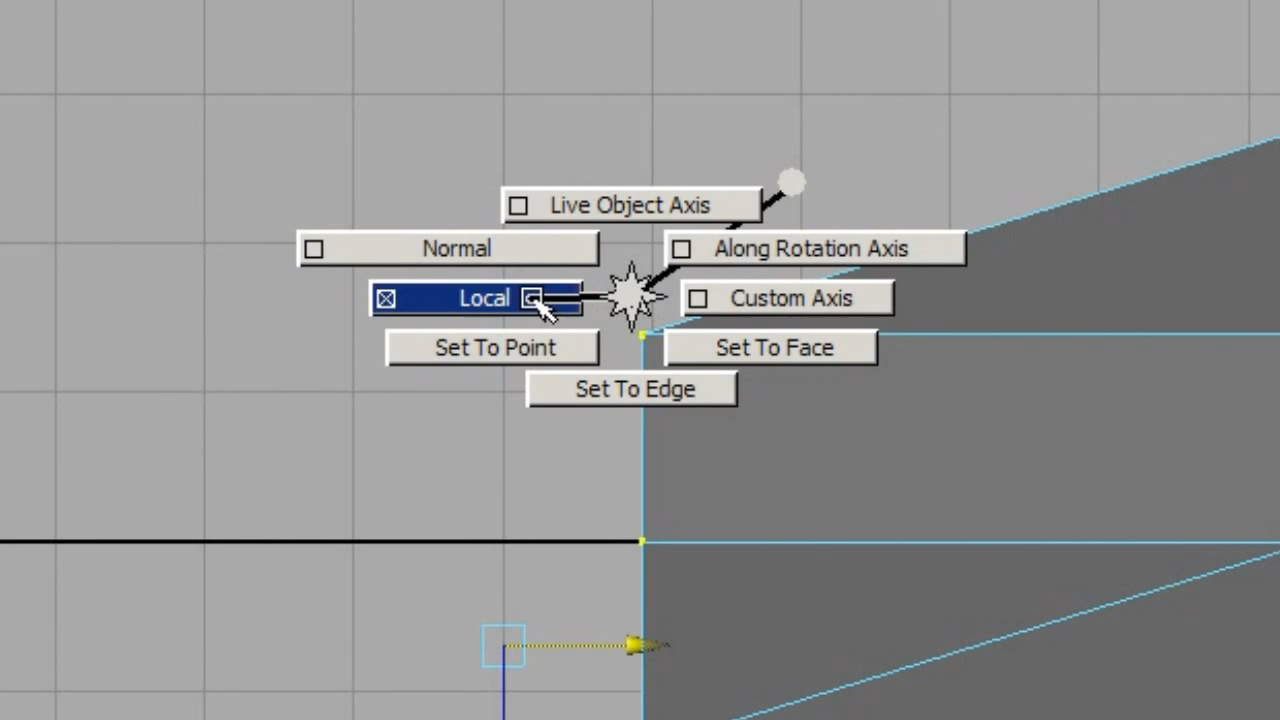 Live Object Axis
Normal
Along Rotation Axis
Local
Custom Axis
Set To Point
Set To Face
Set To Edge